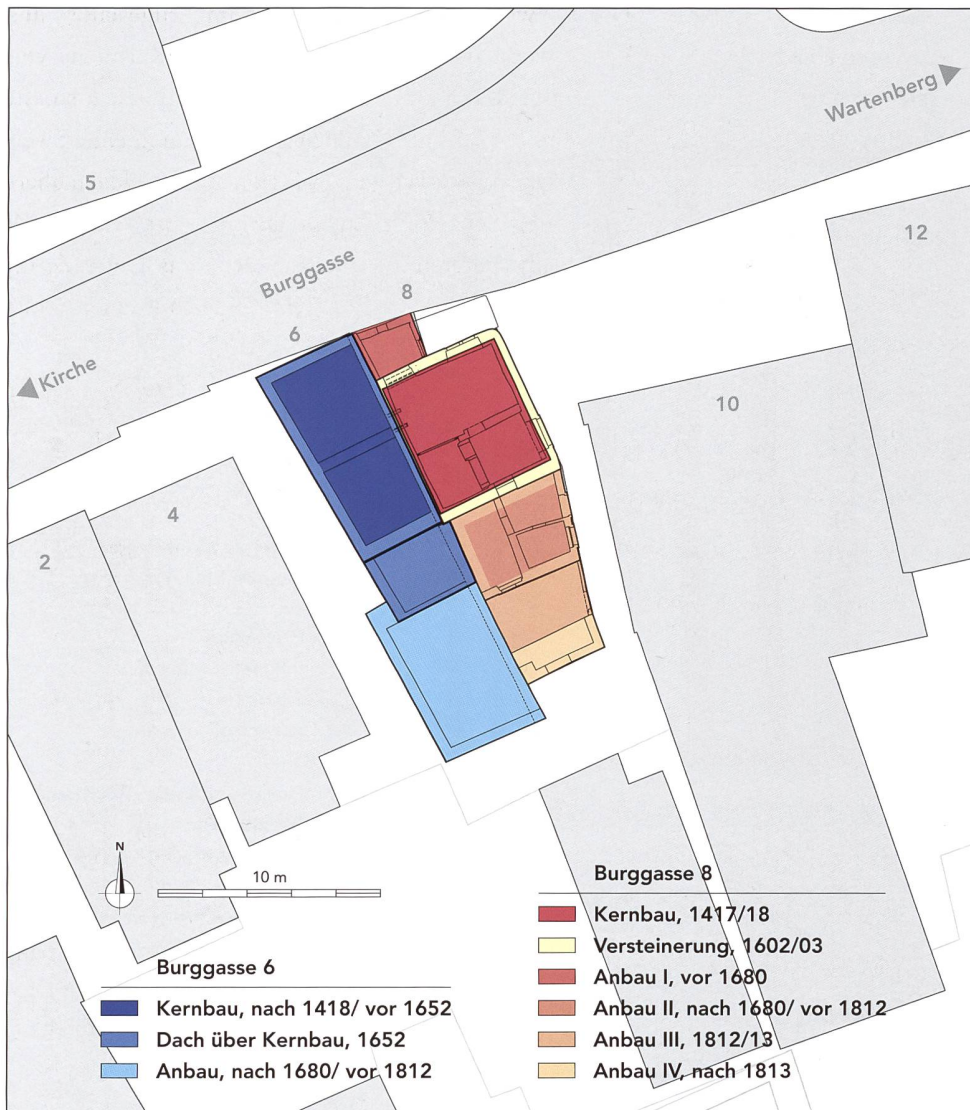 Wartenberg
5
12
Burggasse
8
6
Kirche
10
4
2
N
10 m
Burggasse 8
Kernbau, 1417/18
Versteinerung, 1602/03
Anbau I, vor 1680
Anbau II, nach 1680/ vor 1812
Anbau III, 1812/13
Anbau IV, nach 1813
Burggasse 6
Kernbau, nach 1418/ vor 1652
Dach über Kernbau, 1652
Anbau, nach 1680/ vor 1812